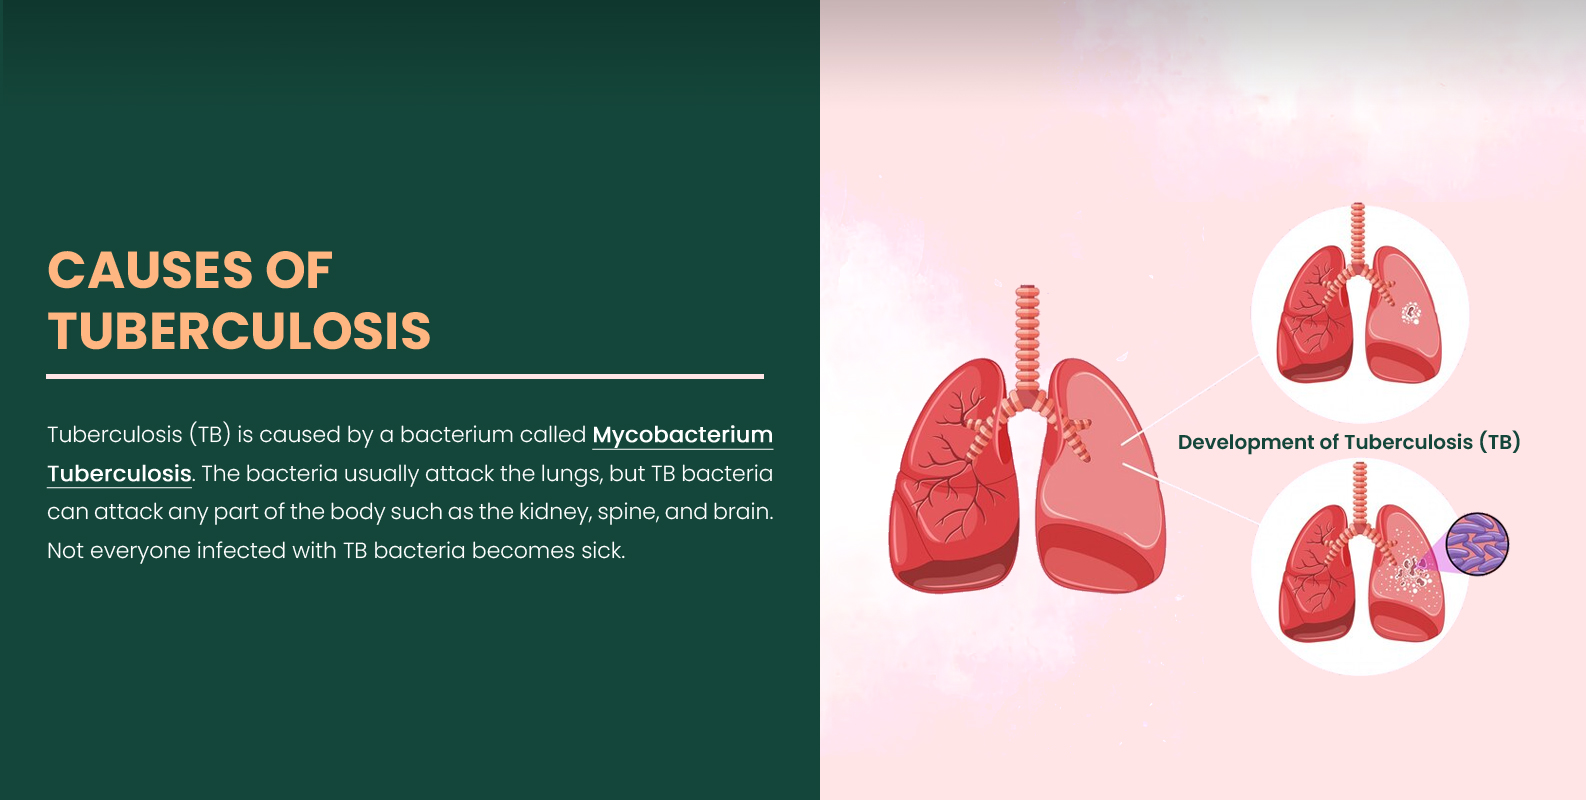 CAUSES OF
TUBERCULOSIS
Tuberculosis (TB) is caused by a bacterium called Mycobacterium
Tuberculosis. The bacteria usually attack the lungs, but TB bacteria
can attack any part of the body such as the kidney, spine, and brain.
Not everyone infected with TB bacteria becomes sick.
Development of Tuberculosis (TB)